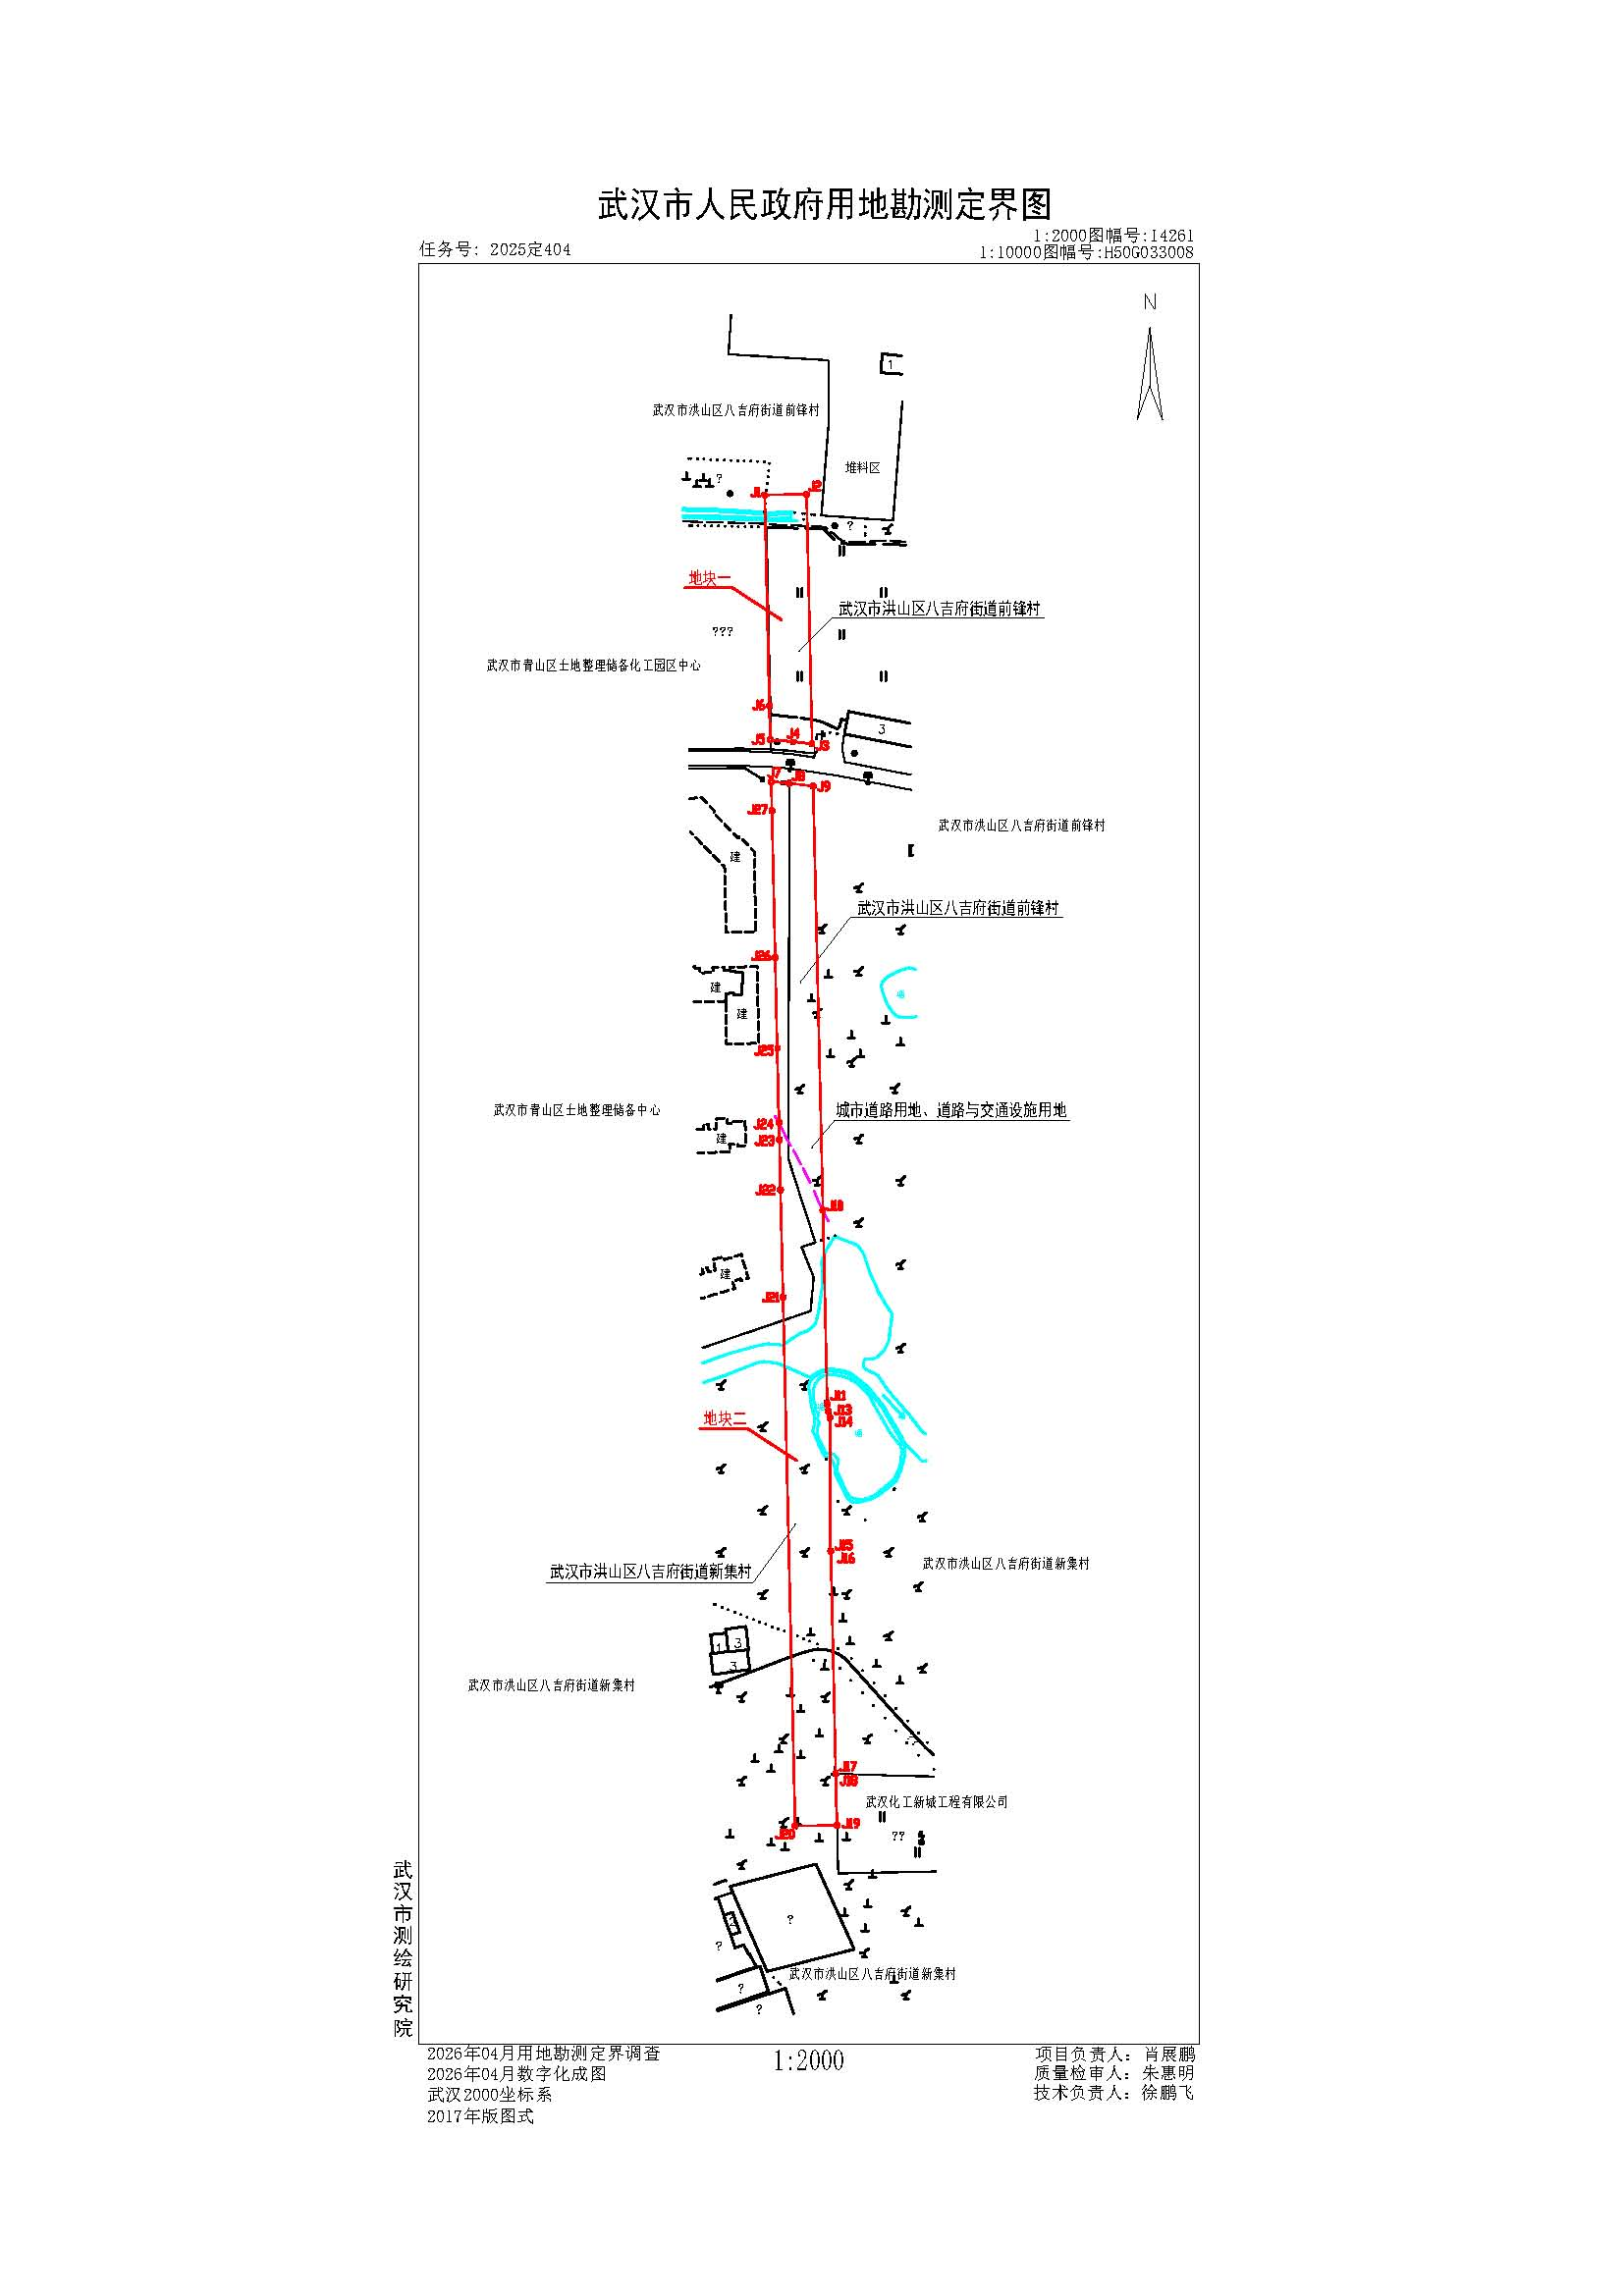 武汉市人民政府用地勘测定界图
任务号: 2025定404
1:2000图幅号:I4261
1:10000图幅号:H50G033008
N
1
武汉市洪山区八吉府街道前锋村
堆料区
?
J1
J2
?
地块一
武汉市洪山区八吉府街道前锋村
???
武汉市青山区土地整理储备化工园区中心
J6
3
J5
J4
J3
J7
J8
J9
J27
武汉市洪山区八吉府街道前锋村
建
武汉市洪山区八吉府街道前锋村
J26
建
塘
建
J25
武汉市青山区土地整理储备中心
城市道路用地、道路与交通设施用地
J24
建
J23
J22
J10
建
J21
J11
J13
J14
塘
地块二
J15
J16
武汉市洪山区八吉府街道新集村
武汉市洪山区八吉府街道新集村
1
3
3
武汉市洪山区八吉府街道新集村
J17
J18
武汉化工新城工程有限公司
J20
J19
??
2
?
?
武汉市洪山区八吉府街道新集村
?
?
武汉市测绘研究院
2026年04月用地勘测定界调查
2026年04月数字化成图
武汉2000坐标系
2017年版图式
1:2000
项目负责人: 肖展鹏
质量检审人: 朱惠明
技术负责人: 徐鹏飞